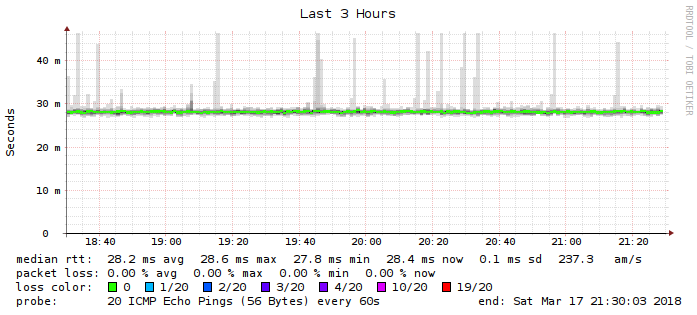 Last 3 Hours
RRDTOOL / TOBI OETIKER
Seconds
40 m
30 m
20 m
10 m
0
18:40 19:00 19:20 19:40 20:00 20:20 20:40 21:00 21:20
median rtt: 28.2 ms avg 28.6 ms max 27.8 ms min 28.4 ms now 0.1 ms sd 237.3 am/s
packet loss: 0.00 % avg 0.00 % max 0.00 % min 0.00 % now
loss color: 0 1/20 2/20 3/20 4/20 10/20 19/20
probe: 20 ICMP Echo Pings (56 Bytes) every 60s end: Sat Mar 17 21:30:03 2018